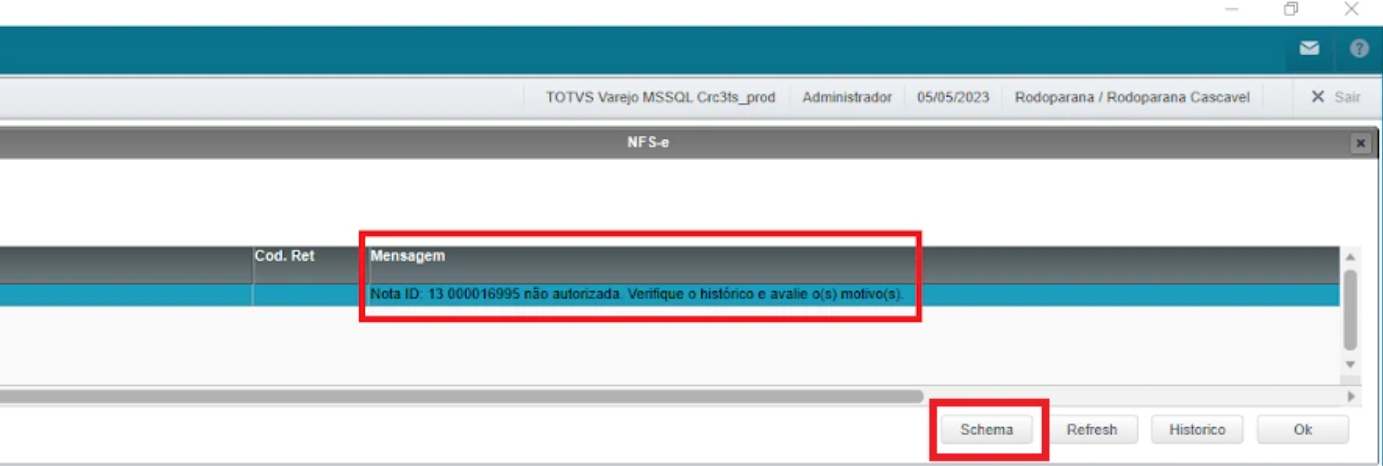 TOTVS Varejo MSSQL Crc3ts_prod Administrador 05/05/2023 Rodoparana / Rodoparana Cascavel Sair
NFS-e
Cod. Ret Mensagem
Nota ID: 13 000016995 não autorizada. Verifique o histórico e avalie o(s) motivo(s).
Schema Refresh Historico Ok